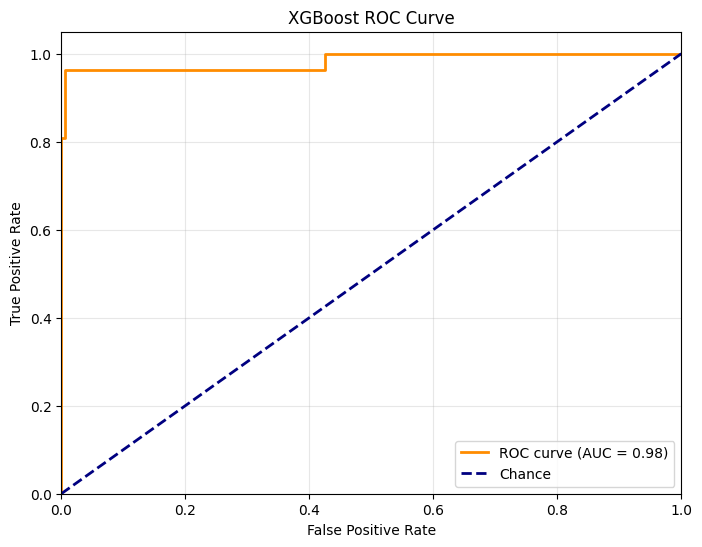 XGBoost ROC Curve
True Positive Rate
1.0
0.8
0.6
0.4
0.2
0.0
0.0 0.2 0.4 0.6 0.8 1.0
False Positive Rate
ROC curve (AUC = 0.98)
Chance